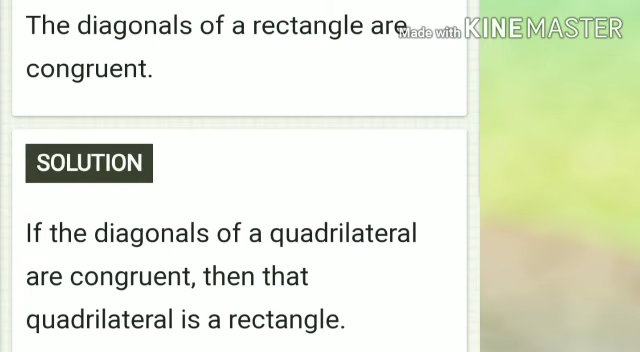 The diagonals of a rectangle are
Made with KINEMASTER
congruent.
SOLUTION
If the diagonals of a quadrilateral
are congruent, then that
quadrilateral is a rectangle.